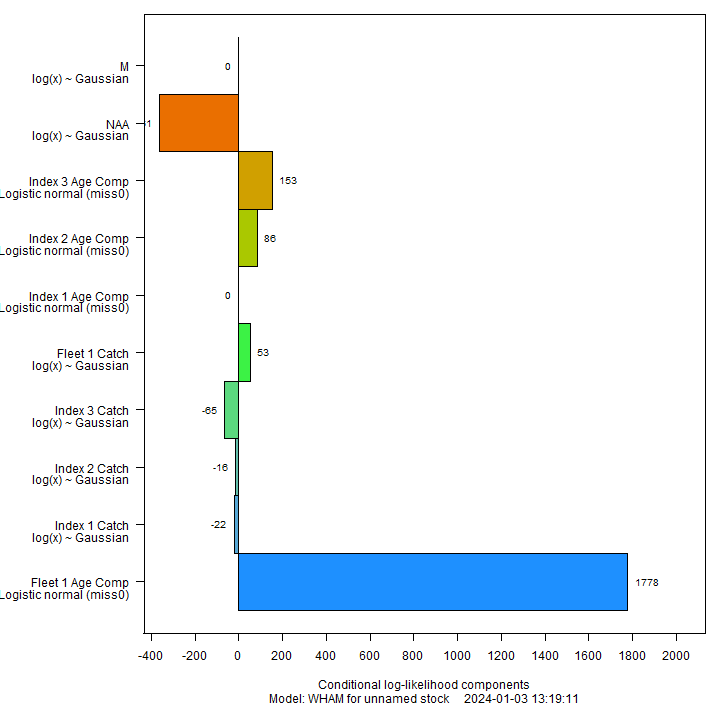 M
log(x) ~ Gaussian
0
NAA
log(x) ~ Gaussian
1
Index 3 Age Comp
Logistic normal (miss0)
153
Index 2 Age Comp
Logistic normal (miss0)
86
Index 1 Age Comp
Logistic normal (miss0)
0
Fleet 1 Catch
log(x) ~ Gaussian
53
Index 3 Catch
log(x) ~ Gaussian
-65
Index 2 Catch
log(x) ~ Gaussian
-16
Index 1 Catch
log(x) ~ Gaussian
-22
Fleet 1 Age Comp
Logistic normal (miss0)
1778
-400 -200 0 200 400 600 800 1000 1200 1400 1600 1800 2000
Conditional log-likelihood components
Model: WHAM for unnamed stock 2024-01-03 13:19:11